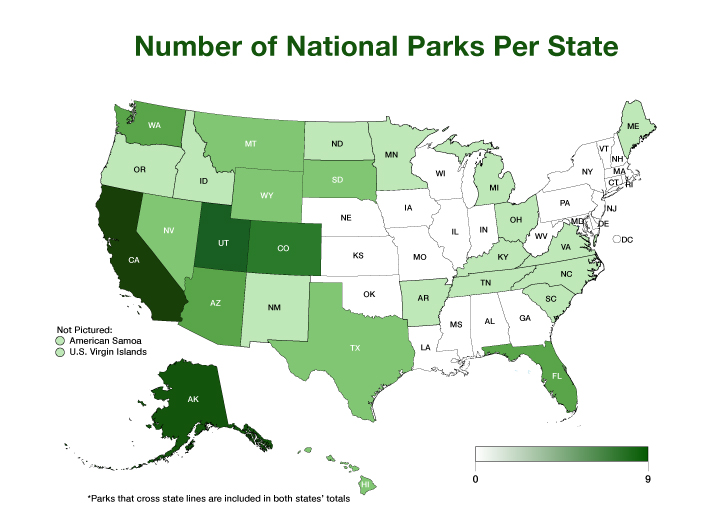 Number of National Parks Per State
WA
MT
ND
MN
ME
VT
NH
OR
ID
SD
WI
MI
NY
MA
CT
RI
WY
NE
IA
PA
NJ
NV
UT
CO
IL
IN
OH
MD
DE
DC
CA
KS
MO
KY
WV
VA
AZ
NM
OK
AR
TN
NC
SC
TX
LA
MS
AL
GA
FL
Not Pictured:
American Samoa
U.S. Virgin Islands
AK
HI
0
9
*Parks that cross state lines are included in both states' totals